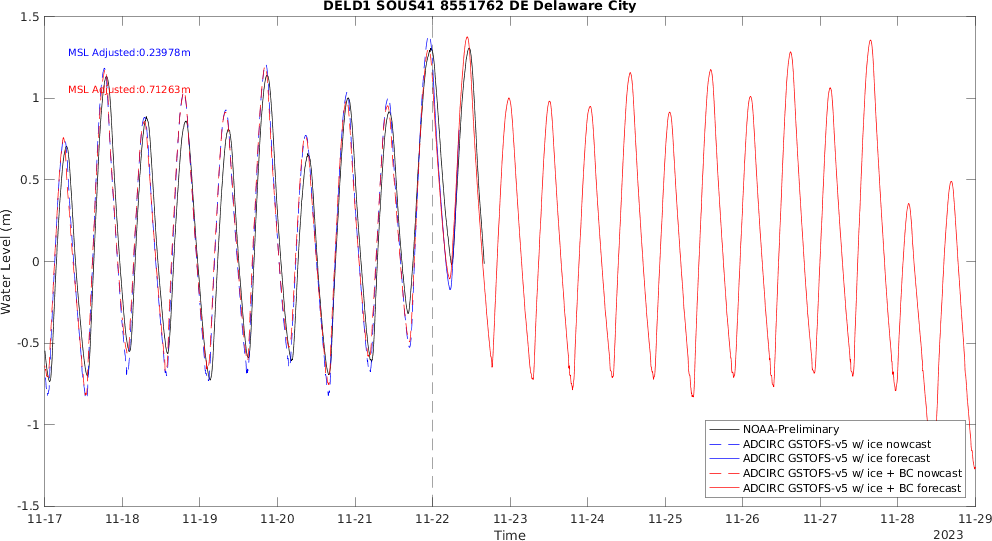 DELD1 SOUS41 8551762 DE Delaware City
1.5
MSL Adjusted:0.23978m
MSL Adjusted:0.71263m
1
0.5
0
-0.5
-1
-1.5
Water Level (m)
NOAA-Preliminary
ADCIRC GSTOFS-v5 w/ ice nowcast
ADCIRC GSTOFS-v5 w/ ice forecast
ADCIRC GSTOFS-v5 w/ ice + BC nowcast
ADCIRC GSTOFS-v5 w/ ice + BC forecast
11-17 11-18 11-19 11-20 11-21 11-22 11-23 11-24 11-25 11-26 11-27 11-28 11-29
Time
2023